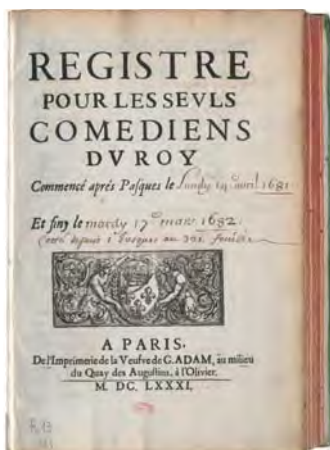 REGISTRE
POUR LES SEVLS
COMEDIENS
DV ROY
Commencé aprés Pasques le Lundy 14 avril 1681
Et finy le mardy 17 mars 1682.
A PARIS,
De l'Imprimerie de la Veufve de G. ADAM, au milieu
du Quay des Augustins, à l'Olivier.
M. DC. LXXXI.